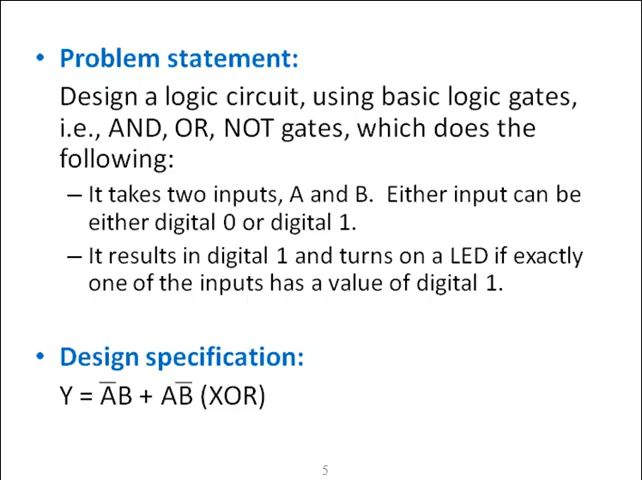 • Problem statement:
Design a logic circuit, using basic logic gates,
i.e., AND, OR, NOT gates, which does the
following:
– It takes two inputs, A and B. Either input can be
either digital 0 or digital 1.
– It results in digital 1 and turns on a LED if exactly
one of the inputs has a value of digital 1.
• Design specification:
Y = A̅B + AB̅ (XOR)
5